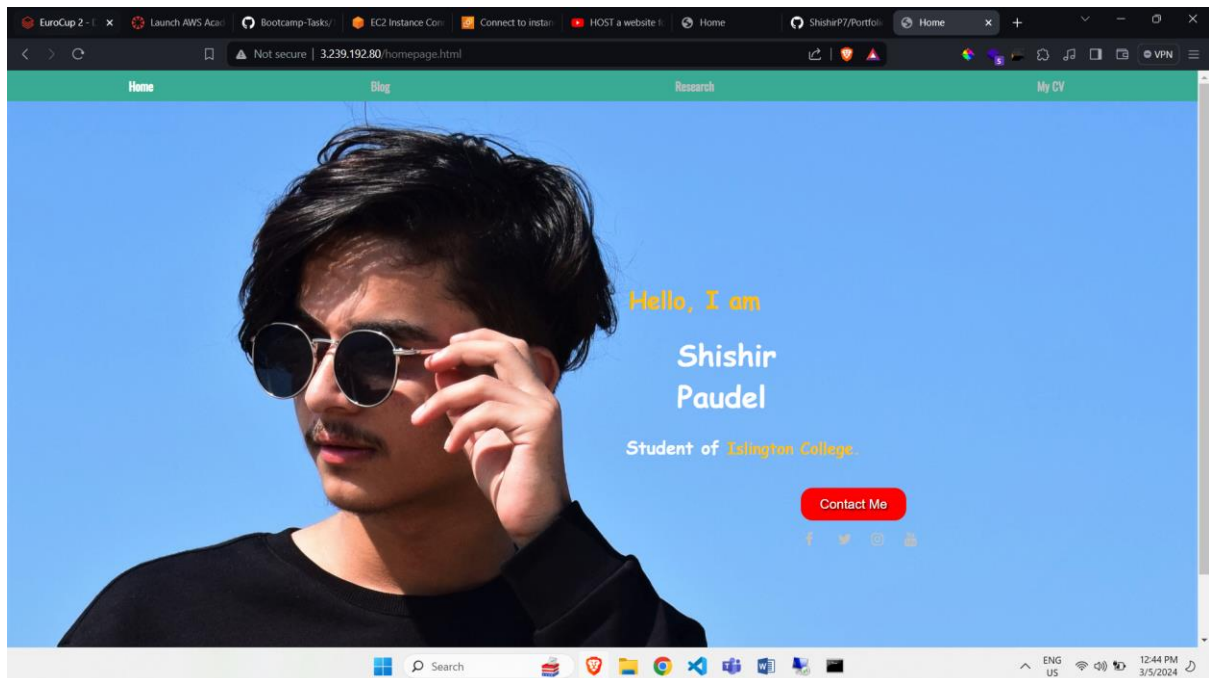 EuroCup 2 - 
Launch AWS Acad
Bootcamp-Tasks/
EC2 Instance Con
Connect to instan
HOST a website f
Home
ShishirP7/Portfoli
Home
Not secure
3.239.192.80/homepage.html
5
VPN
Home
Blog
Research
My CV
Hello, I am
Shishir
Paudel
Student of Islington College.
Contact Me
Search
ENG
US
12:44 PM
3/5/2024